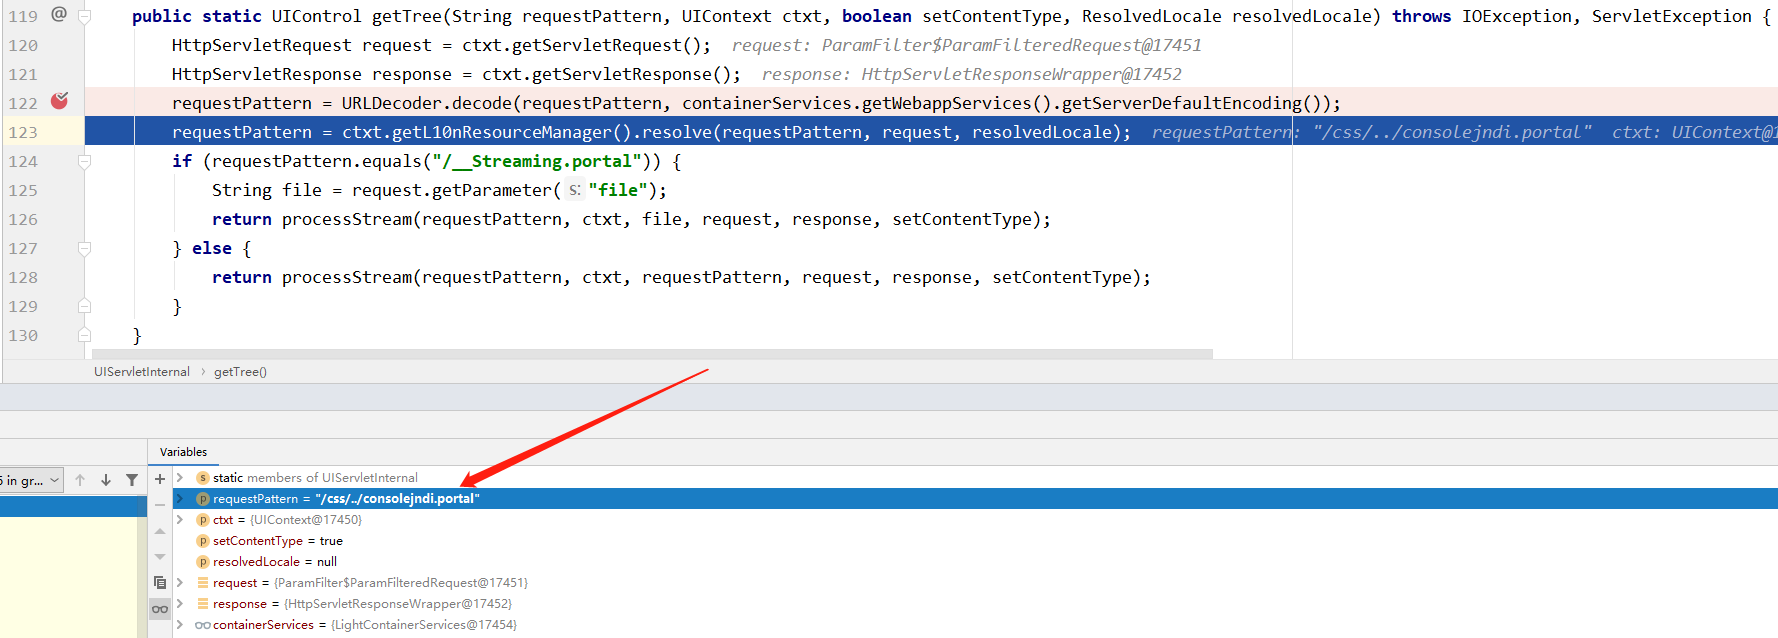 119 @ public static UIControl getTree(String requestPattern, UIContext ctxt, boolean setContentType, ResolvedLocale resolvedLocale) throws IOException, ServletException {
120 HttpServletRequest request = ctxt.getServletRequest(); request: ParamFilter$ParamFilteredRequest@17451
121 HttpServletResponse response = ctxt.getServletResponse(); response: HttpServletResponseWrapper@17452
122 requestPattern = URLDecoder.decode(requestPattern, containerServices.getWebappServices().getServerDefaultEncoding());
123 requestPattern = ctxt.getL10nResourceManager().resolve(requestPattern, request, resolvedLocale); requestPattern: "/css/../consolejndi.portal" ctxt: UIContext@1
124 if (requestPattern.equals("/__Streaming.portal")) {
125 String file = request.getParameter( s: "file");
126 return processStream(requestPattern, ctxt, file, request, response, setContentType);
127 } else {
128 return processStream(requestPattern, ctxt, requestPattern, request, response, setContentType);
129 }
130 }
UIServletInternal › getTree()
Variables
5 in gr...
static members of UIServletInternal
requestPattern = "/css/../consolejndi.portal"
ctxt = {UIContext@17450}
setContentType = true
resolvedLocale = null
request = {ParamFilter$ParamFilteredRequest@17451}
response = {HttpServletResponseWrapper@17452}
containerServices = {LightContainerServices@17454}